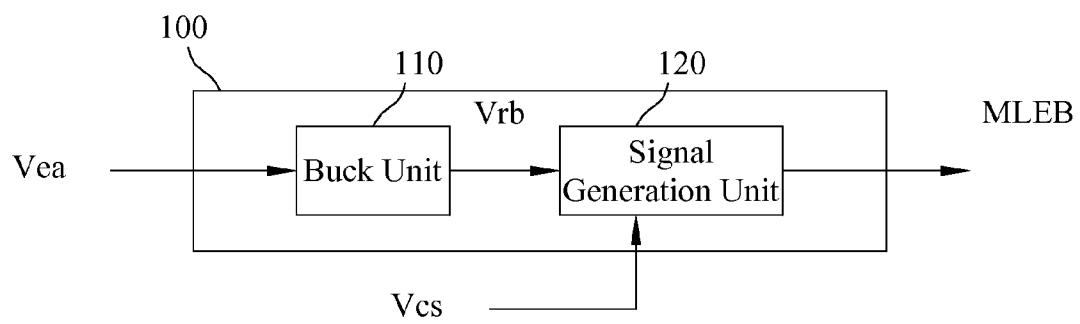 100
110
120
Vrb
MLEB
Vea
Buck Unit
Signal
Generation Unit
Vcs